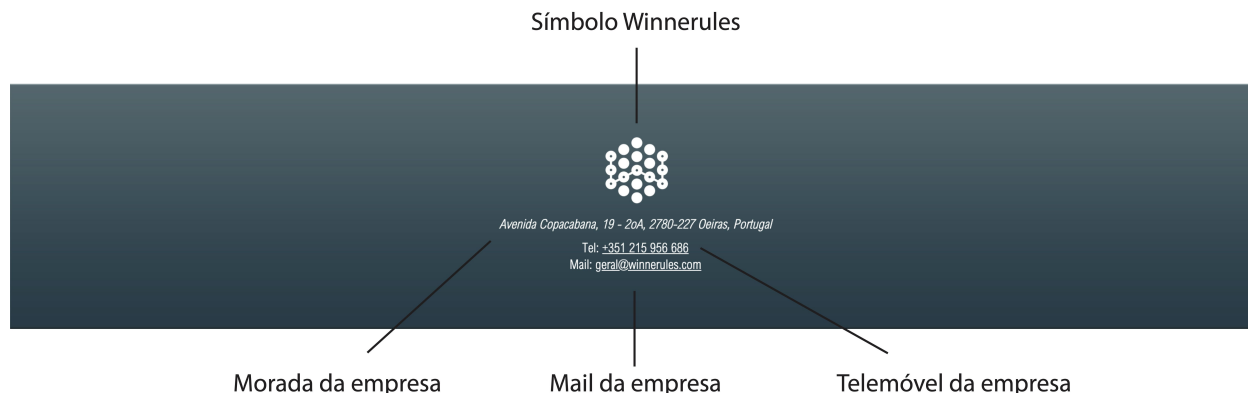 Símbolo Winnerules
Avenida Copacabana, 19 - 2oA, 2780-227 Oeiras, Portugal
Tel: +351 215 956 686
Mail: geral@winnerules.com
Morada da empresa
Mail da empresa
Telemóvel da empresa